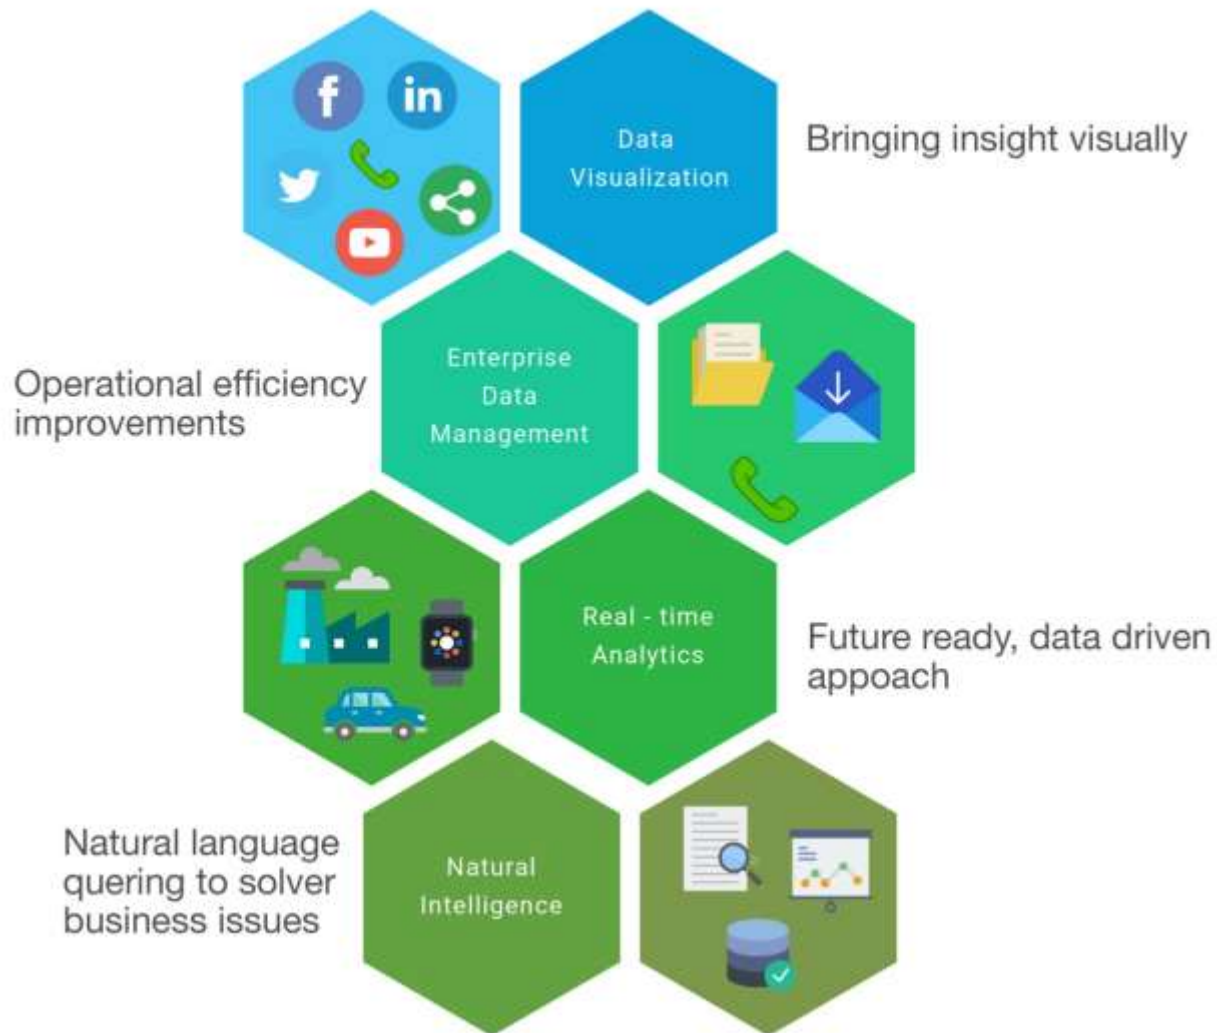 Data
Visualization
Bringing insight visually
Operational efficiency
improvements
Enterprise
Data
Management
Real - time
Analytics
Future ready, data driven
appoach
Natural language
quering to solver
business issues
Natural
Intelligence